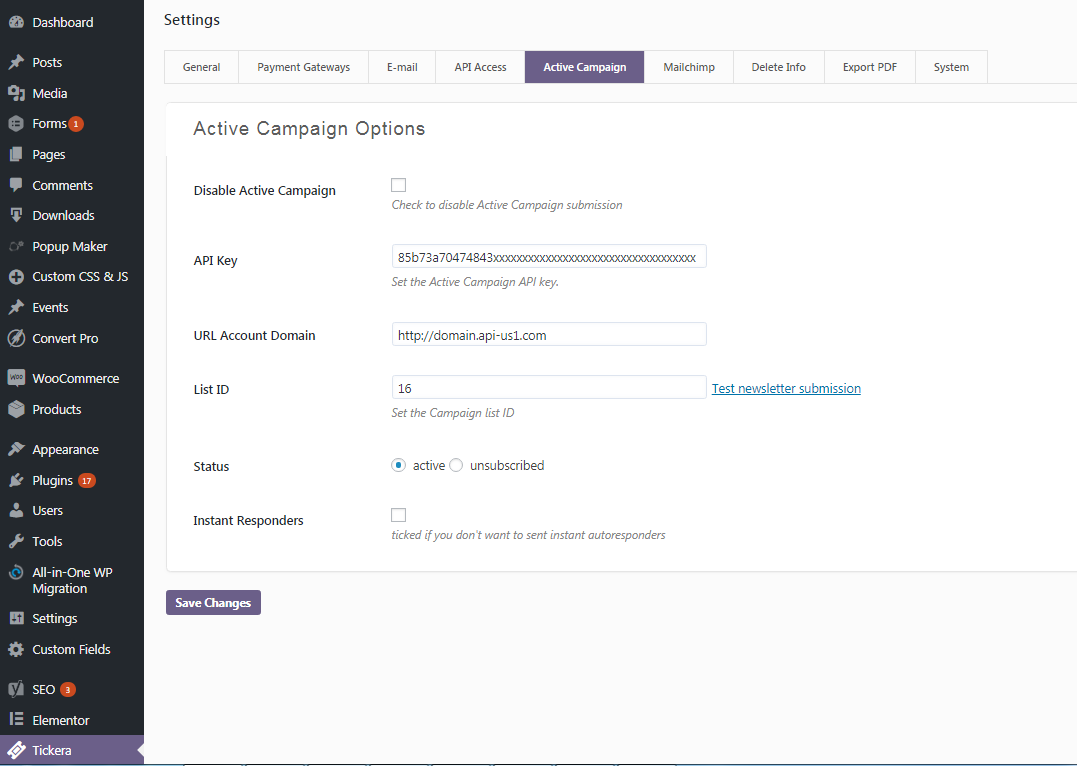 Dashboard
Posts
Media
Forms 1
Pages
Comments
Downloads
Popup Maker
Custom CSS & JS
Events
Convert Pro
WOO WooCommerce
Products
Appearance
Plugins 17
Users
Tools
All-in-One WP
Migration
Settings
Custom Fields
SEO 3
Elementor
Tickera
Settings
General Payment Gateways E-mail API Access Active Campaign Mailchimp Delete Info Export PDF System
Active Campaign Options
Disable Active Campaign
Check to disable Active Campaign submission
API Key 85b73a70474843xxxxxxxxxxxxxxxxxxxxxxxxxxxxxxxxxxx
Set the Active Campaign API key.
URL Account Domain http://domain.api-us1.com
List ID 16 Test newsletter submission
Set the Campaign list ID
Status active unsubscribed
Instant Responders
ticked if you don't want to sent instant autoresponders
Save Changes